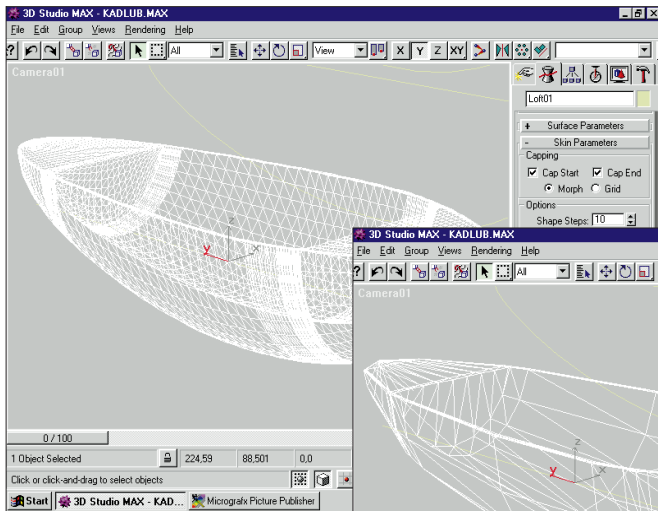 3D Studio MAX - KADLUB.MAX
File Edit Group Views Rendering Help
? All View X Y Z XY
Camera01
Loft01
+ Surface Parameters
- Skin Parameters
Capping
Cap Start Cap End
Morph Grid
Options
Shape Steps: 10
z
y x
0 / 100
1 Object Selected 224,59 88,501 0,0
Click or click-and-drag to select objects
Start 3D Studio MAX - KAD... Micrografx Picture Publisher
3D Studio MAX - KADLUB.MAX
File Edit Group Views Rendering Help
? All
Camera01
z
y x